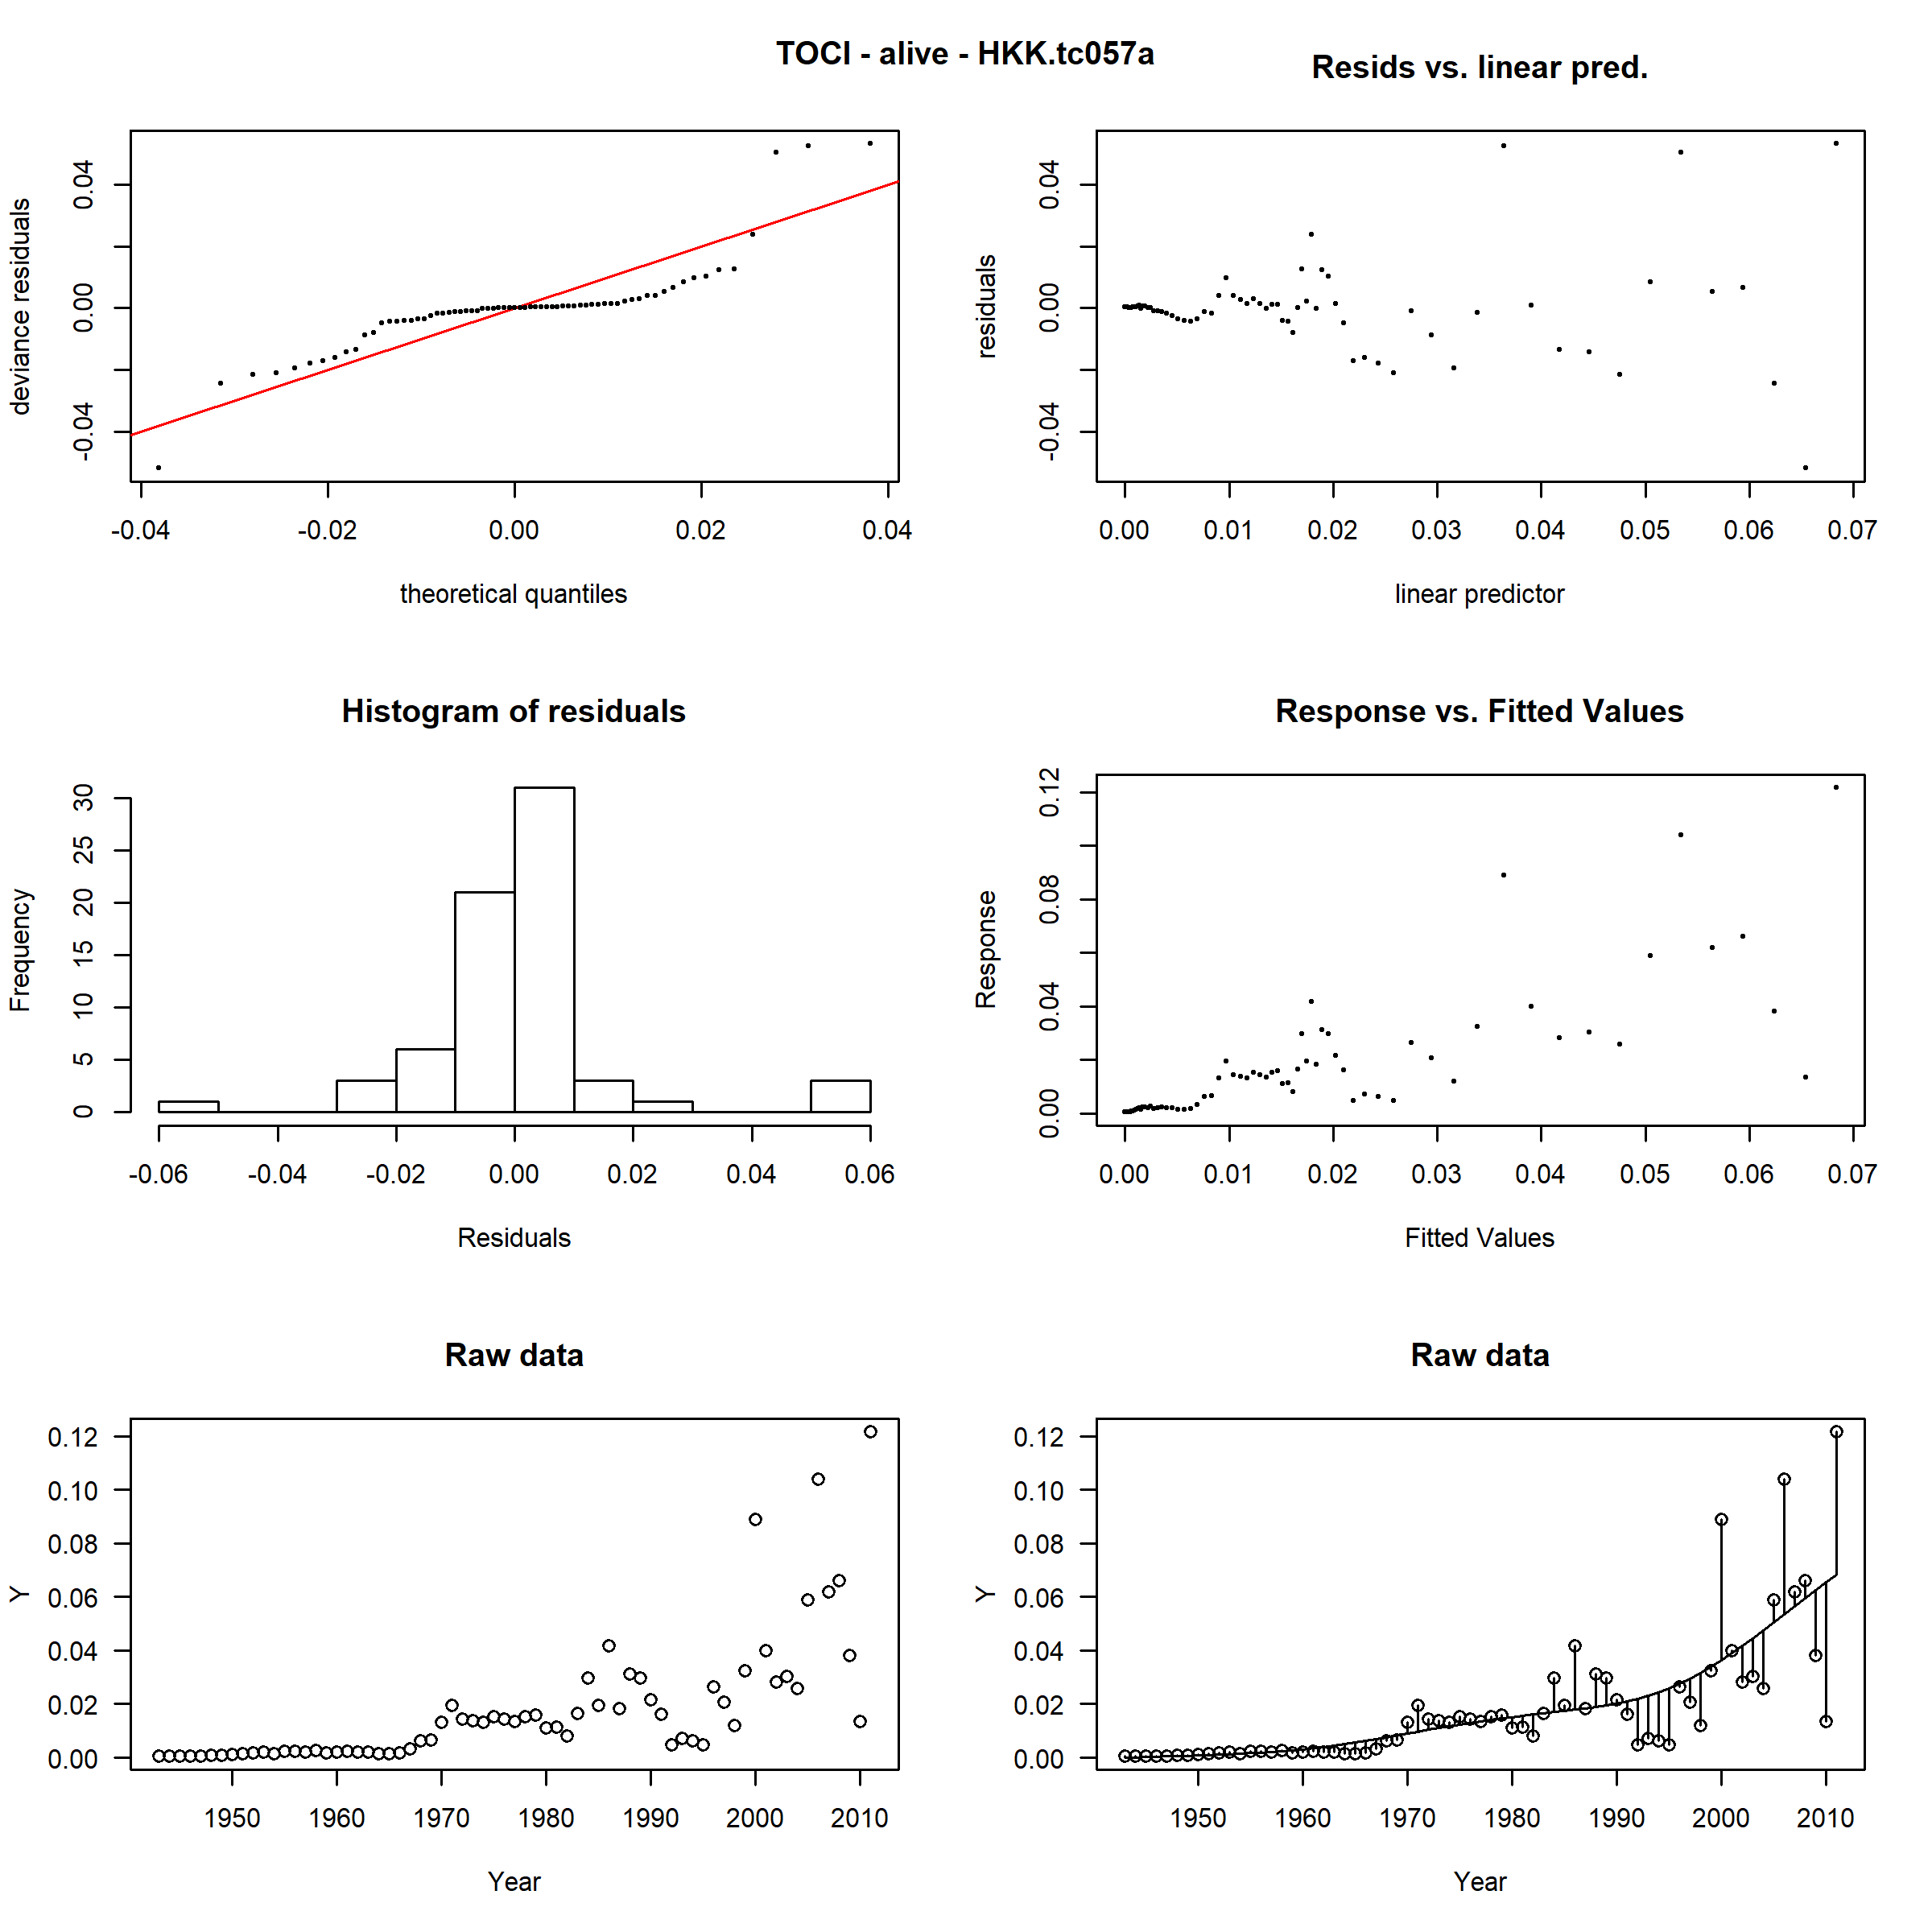 TOCI - alive - HKK.tc057a
Resids vs. linear pred.
deviance residuals
-0.04 0.00 0.04
-0.04 -0.02 0.00 0.02 0.04
theoretical quantiles
residuals
-0.04 0.00 0.04
0.00 0.01 0.02 0.03 0.04 0.05 0.06 0.07
linear predictor
Histogram of residuals
Frequency
0 5 10 15 20 25 30
-0.06 -0.04 -0.02 0.00 0.02 0.04 0.06
Residuals
Response vs. Fitted Values
Response
0.00 0.04 0.08 0.12
0.00 0.01 0.02 0.03 0.04 0.05 0.06 0.07
Fitted Values
Raw data
Y
0.12
0.10
0.08
0.06
0.04
0.02
0.00
1950 1960 1970 1980 1990 2000 2010
Year
Raw data
Y
0.12
0.10
0.08
0.06
0.04
0.02
0.00
1950 1960 1970 1980 1990 2000 2010
Year